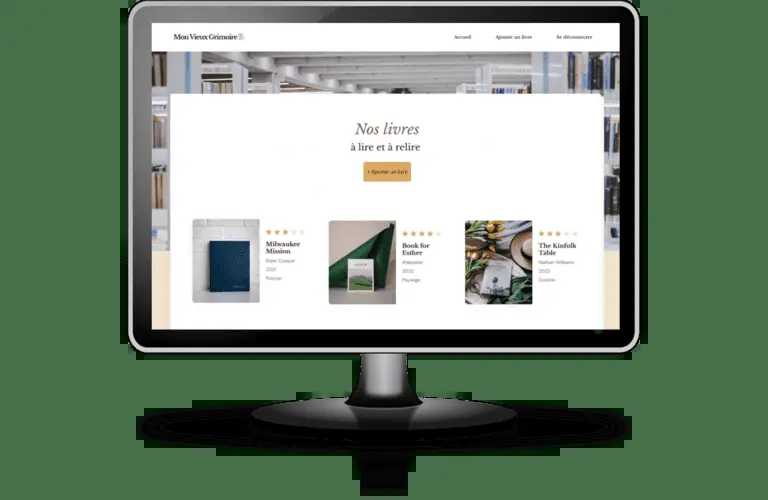 Mon Vieux Grimoire
Accueil
Ajouter un livre
Se déconnecter
Nos livres
à lire et à relire
+ Ajouter un livre
Milwaukee
Mission
Elder Cooper
2021
Policier
Book for
Esther
Alabaster
2022
Paysage
The Kinfolk
Table
Nathan Williams
2022
Cuisine